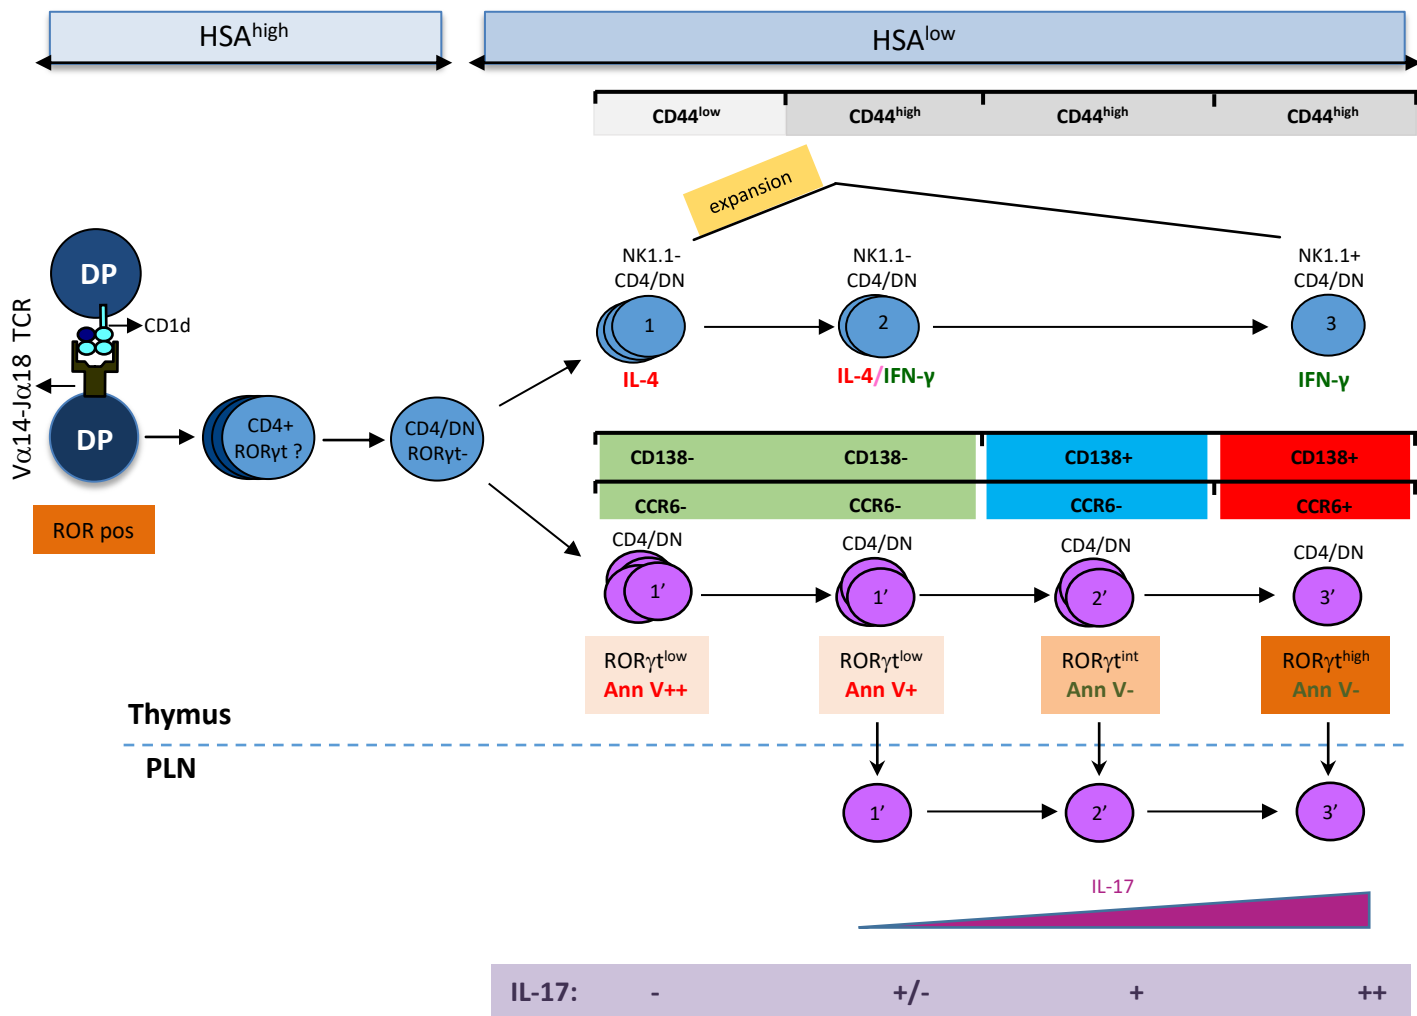 HSAhigh
HSAlow
CD44low
CD44high
CD44high
CD44high
expansion
NK1.1-
CD4/DN
NK1.1-
CD4/DN
NK1.1+
CD4/DN
DP
CD1d
Vα14-Jα18 TCR
1
2
3
IL-4
IL-4/IFN-γ
IFN-γ
DP
CD4+
RORγt ?
CD4/DN
RORγt-
CD138-
CD138-
CD138+
CD138+
CCR6-
CCR6-
CCR6-
CCR6+
ROR pos
CD4/DN
CD4/DN
CD4/DN
CD4/DN
1’
1’
2’
3’
RORγtlow
Ann V++
RORγtlow
Ann V+
RORγtint
Ann V-
RORγthigh
Ann V-
Thymus
PLN
1’
2’
3’
IL-17
IL-17: - +/- + ++